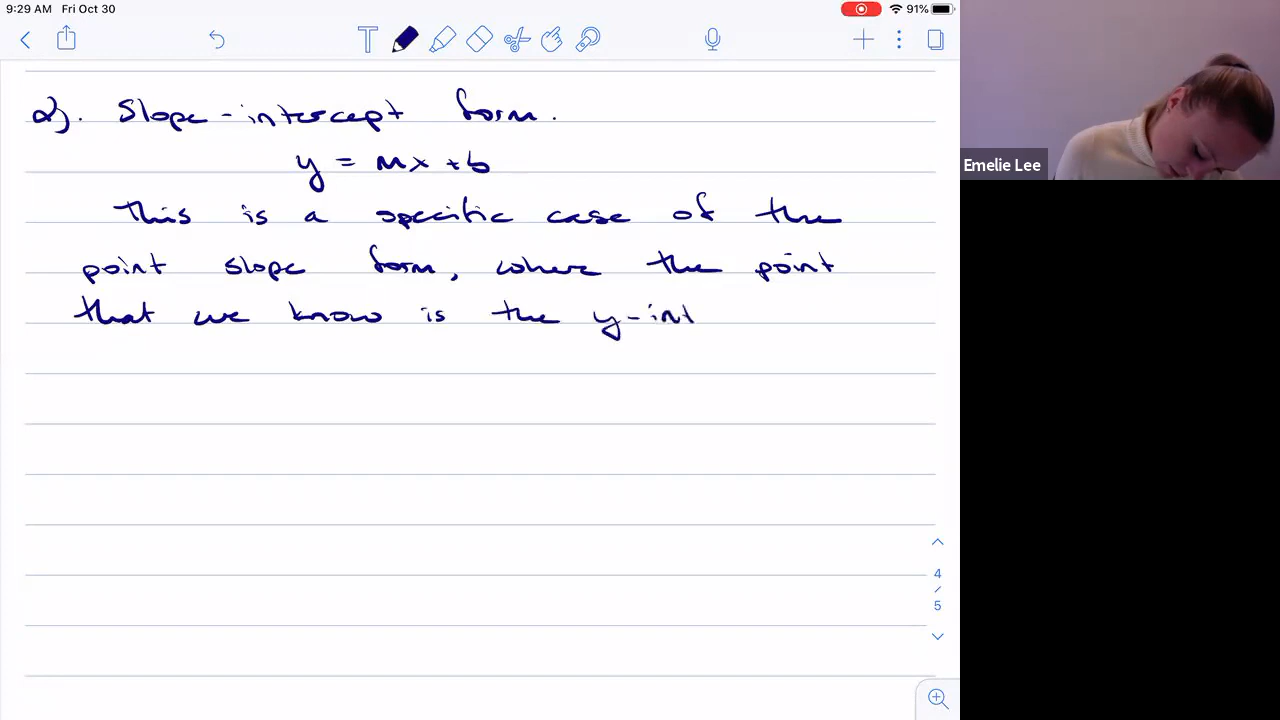 9:29 AM Fri Oct 30
91%
2). Slope-intercept form.
y = mx + b
This is a specific case of the
point slope form, where the point
that we know is the y-int
4
/
5
Emelie Lee